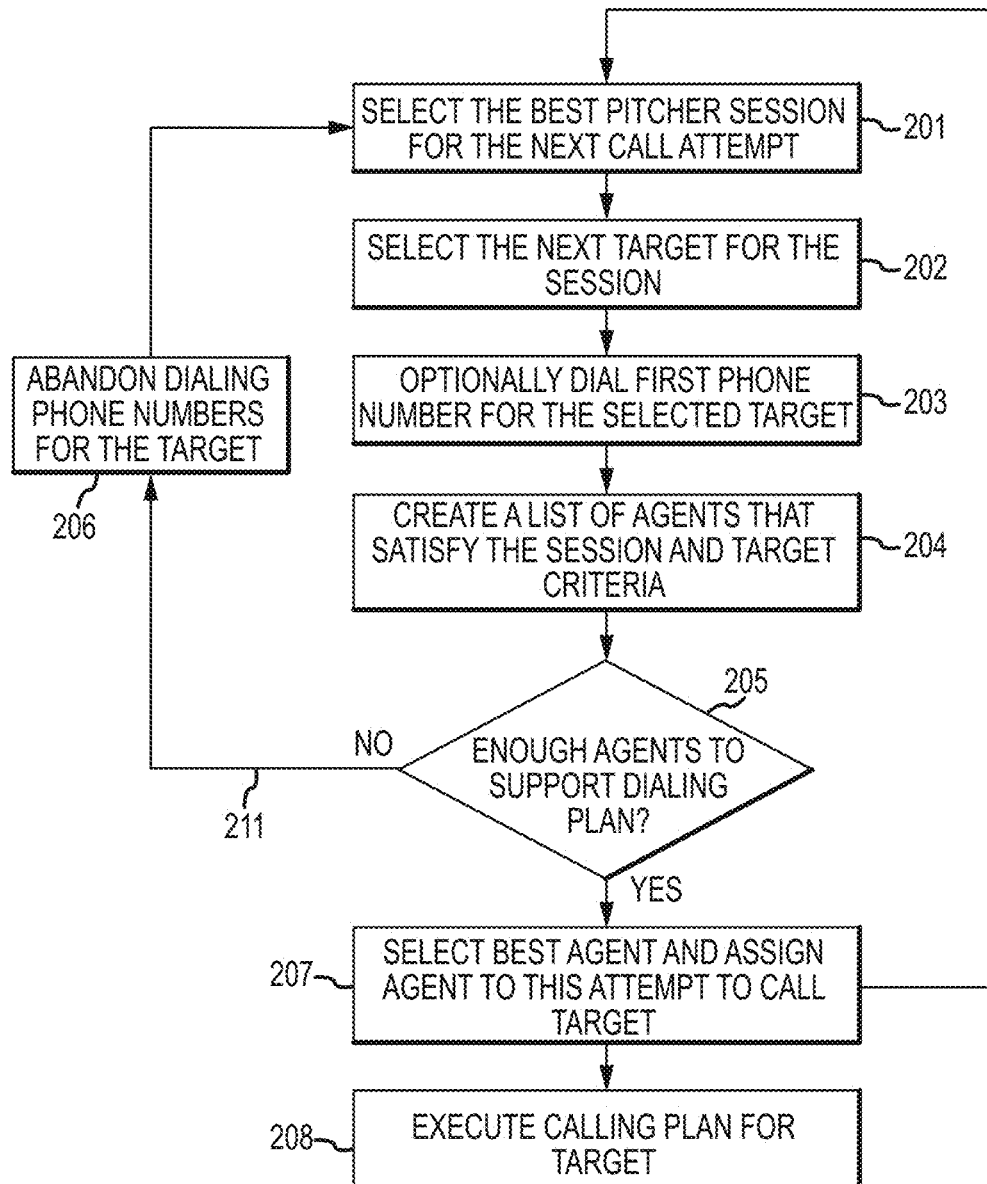 SELECT THE BEST PITCHER SESSION
FOR THE NEXT CALL ATTEMPT
201
SELECT THE NEXT TARGET FOR THE
SESSION
202
OPTIONALLY DIAL FIRST PHONE
NUMBER FOR THE SELECTED TARGET
203
ABANDON DIALING
PHONE NUMBERS
FOR THE TARGET
206
CREATE A LIST OF AGENTS THAT
SATISFY THE SESSION AND TARGET
CRITERIA
204
205
NO
ENOUGH AGENTS TO
SUPPORT DIALING
PLAN?
211
YES
207
SELECT BEST AGENT AND ASSIGN
AGENT TO THIS ATTEMPT TO CALL
TARGET
208
EXECUTE CALLING PLAN FOR
TARGET